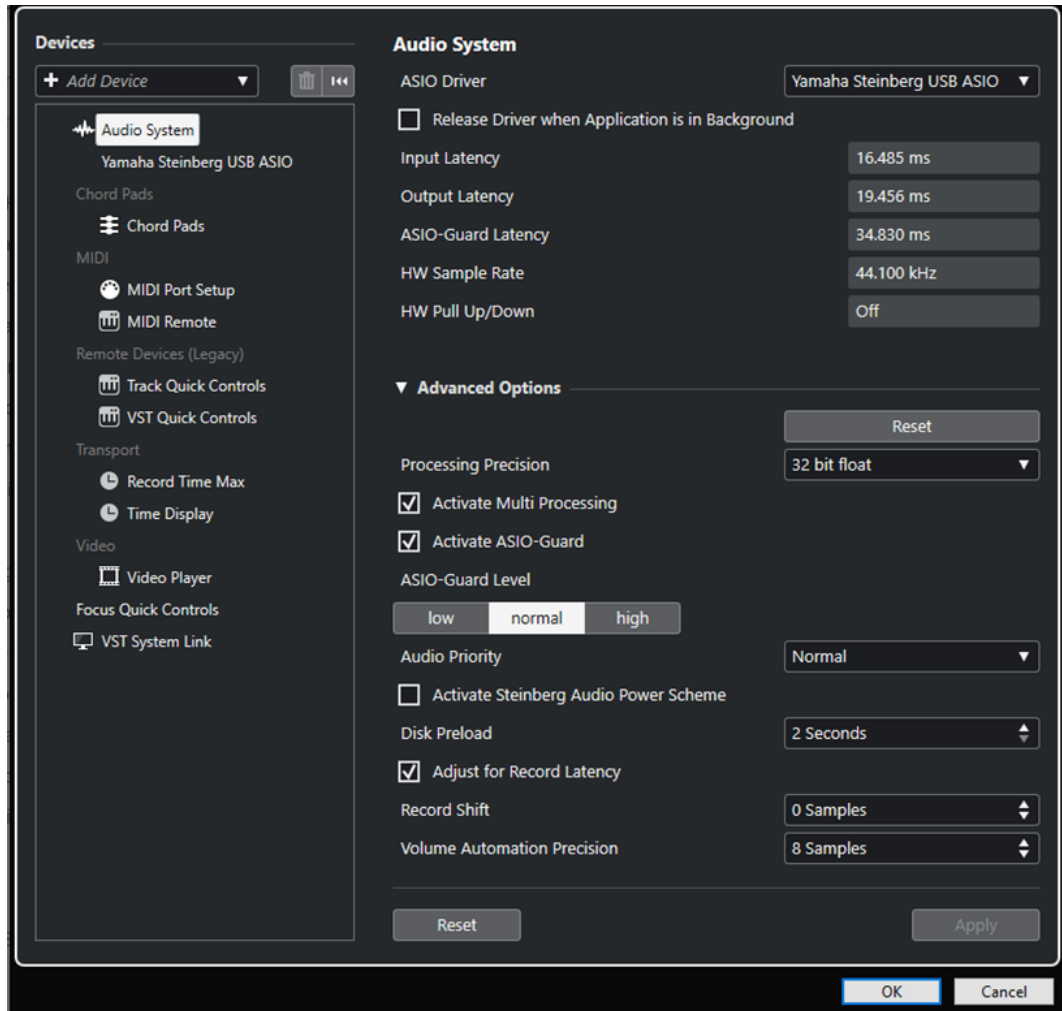 Devices
+ Add Device
Audio System
Yamaha Steinberg USB ASIO
Chord Pads
Chord Pads
MIDI
MIDI Port Setup
MIDI Remote
Remote Devices (Legacy)
Track Quick Controls
VST Quick Controls
Transport
Record Time Max
Time Display
Video
Video Player
Focus Quick Controls
VST System Link
Audio System
ASIO Driver
Yamaha Steinberg USB ASIO
Release Driver when Application is in Background
Input Latency
16.485 ms
Output Latency
19.456 ms
ASIO-Guard Latency
34.830 ms
HW Sample Rate
44.100 kHz
HW Pull Up/Down
Off
Advanced Options
Reset
Processing Precision
32 bit float
Activate Multi Processing
Activate ASIO-Guard
ASIO-Guard Level
low normal high
Audio Priority
Normal
Activate Steinberg Audio Power Scheme
Disk Preload
2 Seconds
Adjust for Record Latency
Record Shift
0 Samples
Volume Automation Precision
8 Samples
Reset
Apply
OK
Cancel